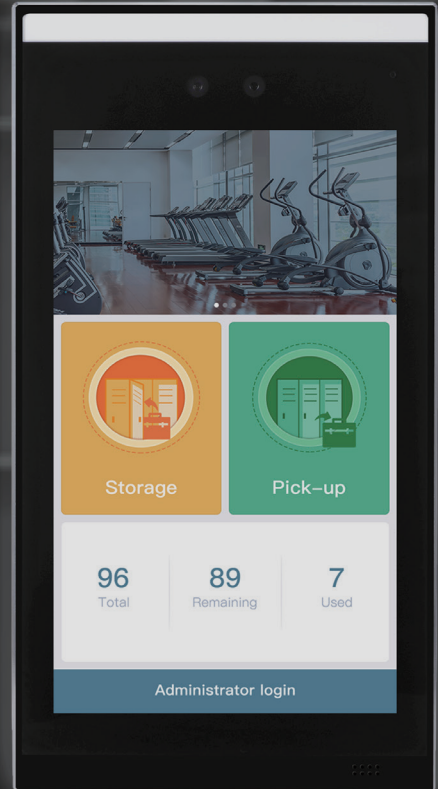 Storage
Pick-up
96
89
7
Total
Remaining
Used
Administrator login